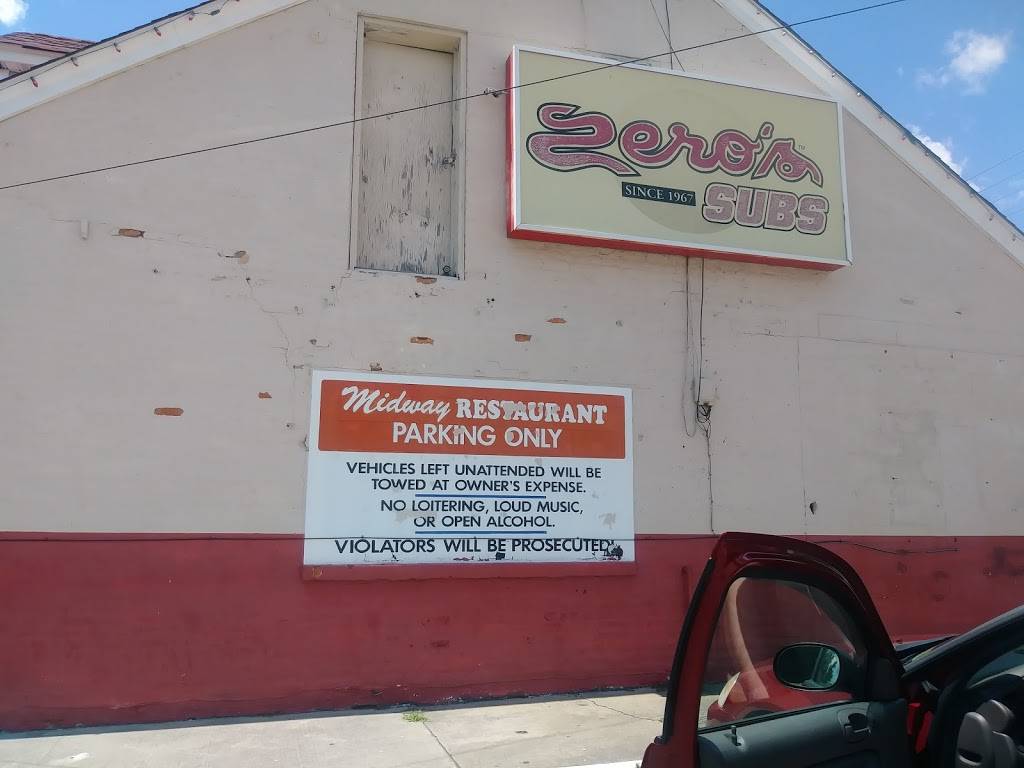 Zero's™
SINCE 1967 SUBS
Midway RESTAURANT
PARKING ONLY
VEHICLES LEFT UNATTENDED WILL BE
TOWED AT OWNER'S EXPENSE.
NO LOITERING, LOUD MUSIC,
OR OPEN ALCOHOL.
VIOLATORS WILL BE PROSECUTED